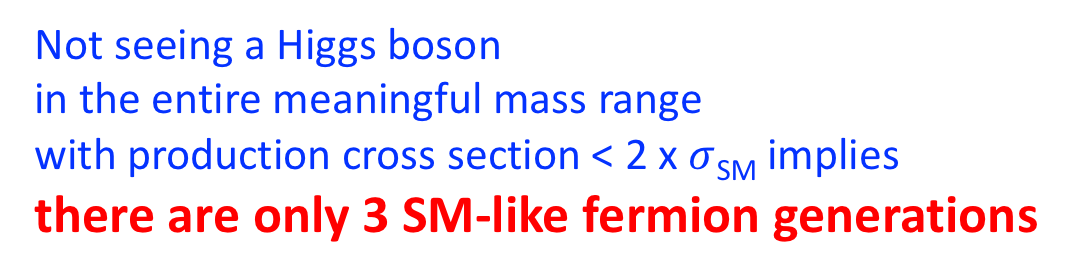 Not seeing a Higgs boson
in the entire meaningful mass range
with production cross section < 2 x σSM implies
there are only 3 SM-like fermion generations